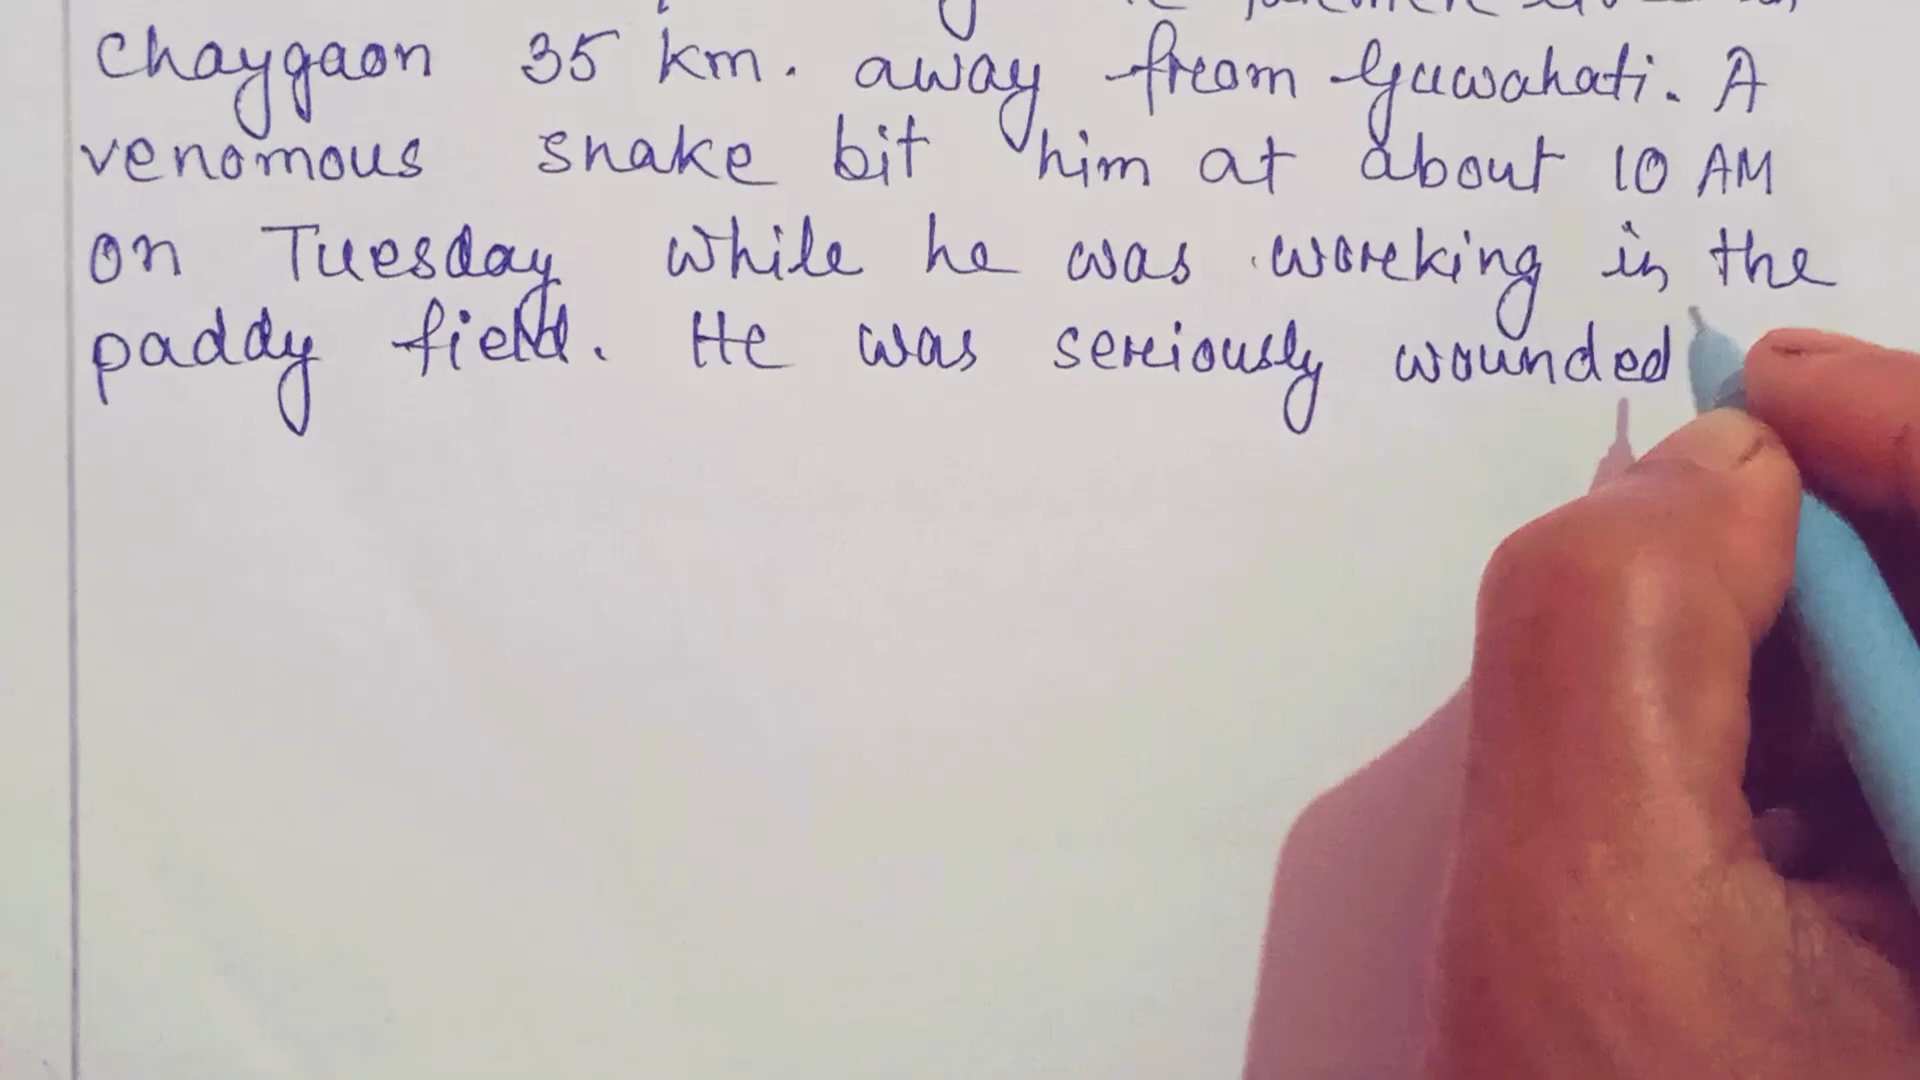 Chaygaon 35 km. away from Guwahati. A
venomous snake bit him at about 10 AM
on Tuesday while he was working in the
paddy field. He was seriously wounded